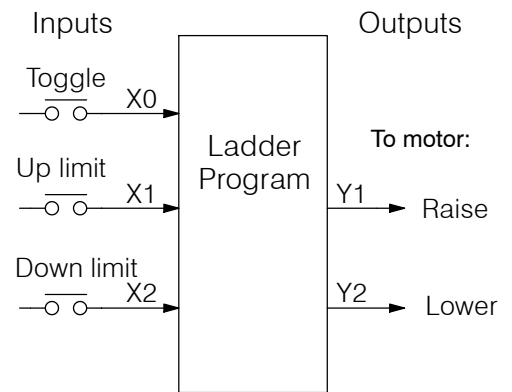 Inputs
Outputs
Toggle
X0
Ladder
Program
To motor:
Up limit
X1
Y1
Raise
Down limit
X2
Y2
Lower